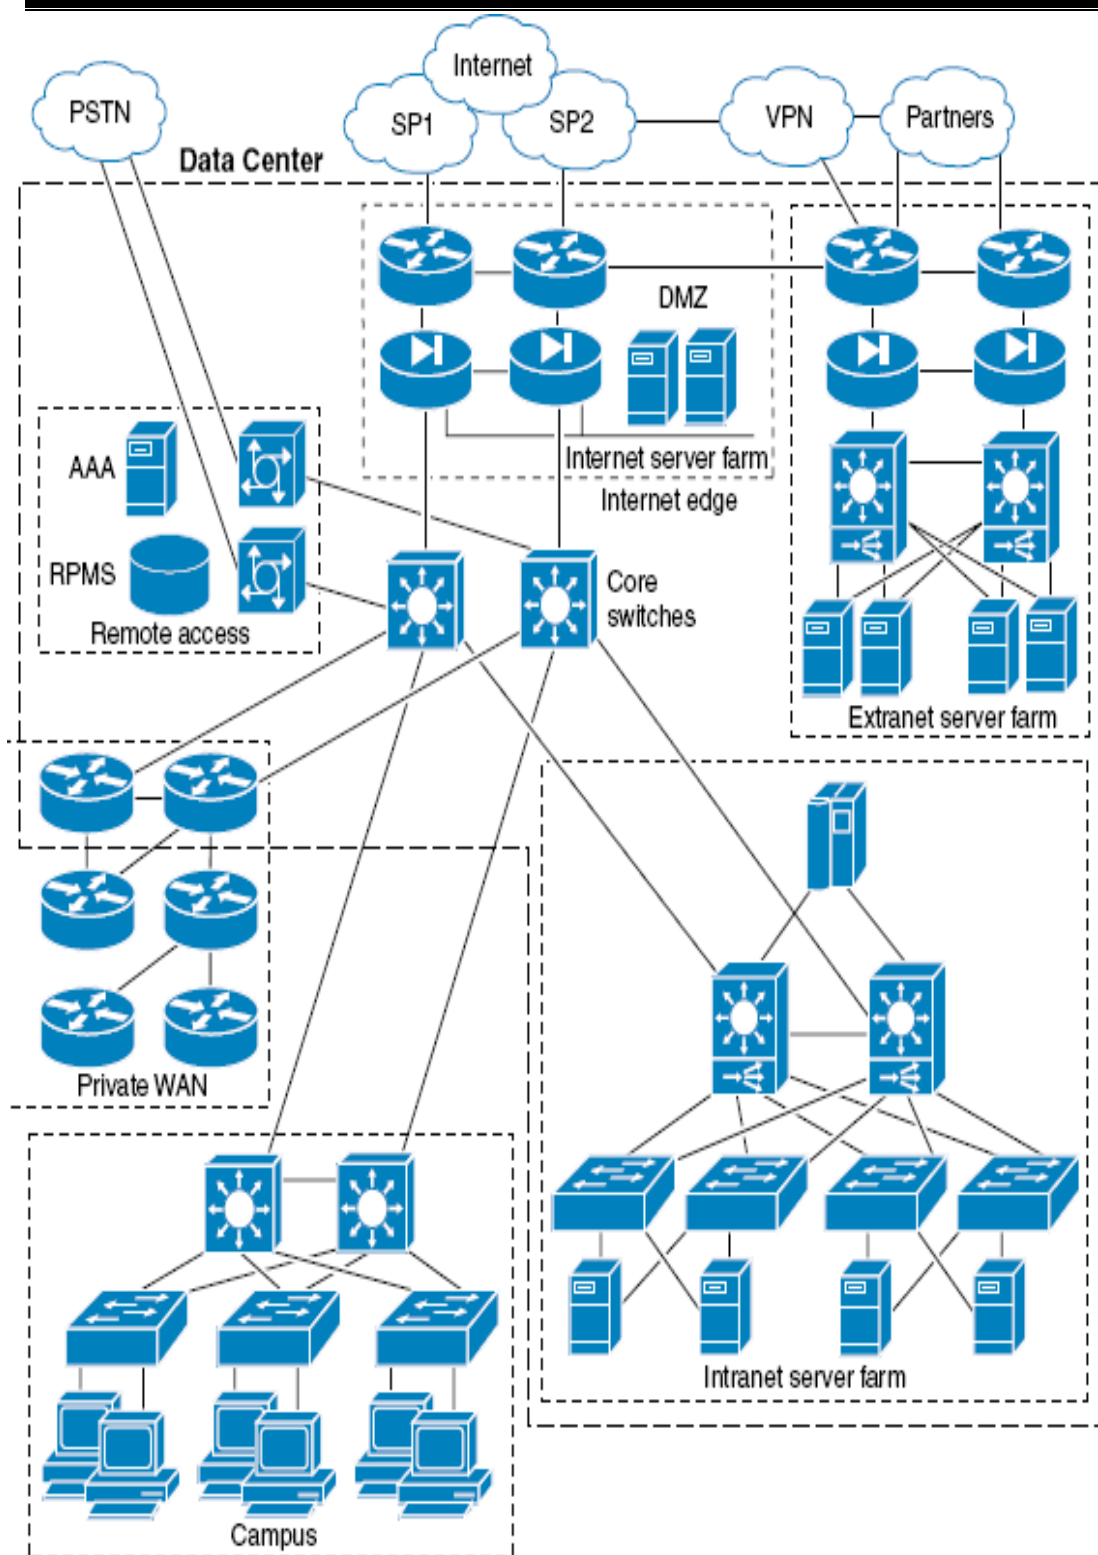 Internet
PSTN
SP1
SP2
VPN
Partners
Data Center
DMZ
Internet server farm
Internet edge
AAA
RPMS
Remote access
Core
switches
Extranet server farm
Private WAN
Intranet server farm
Campus